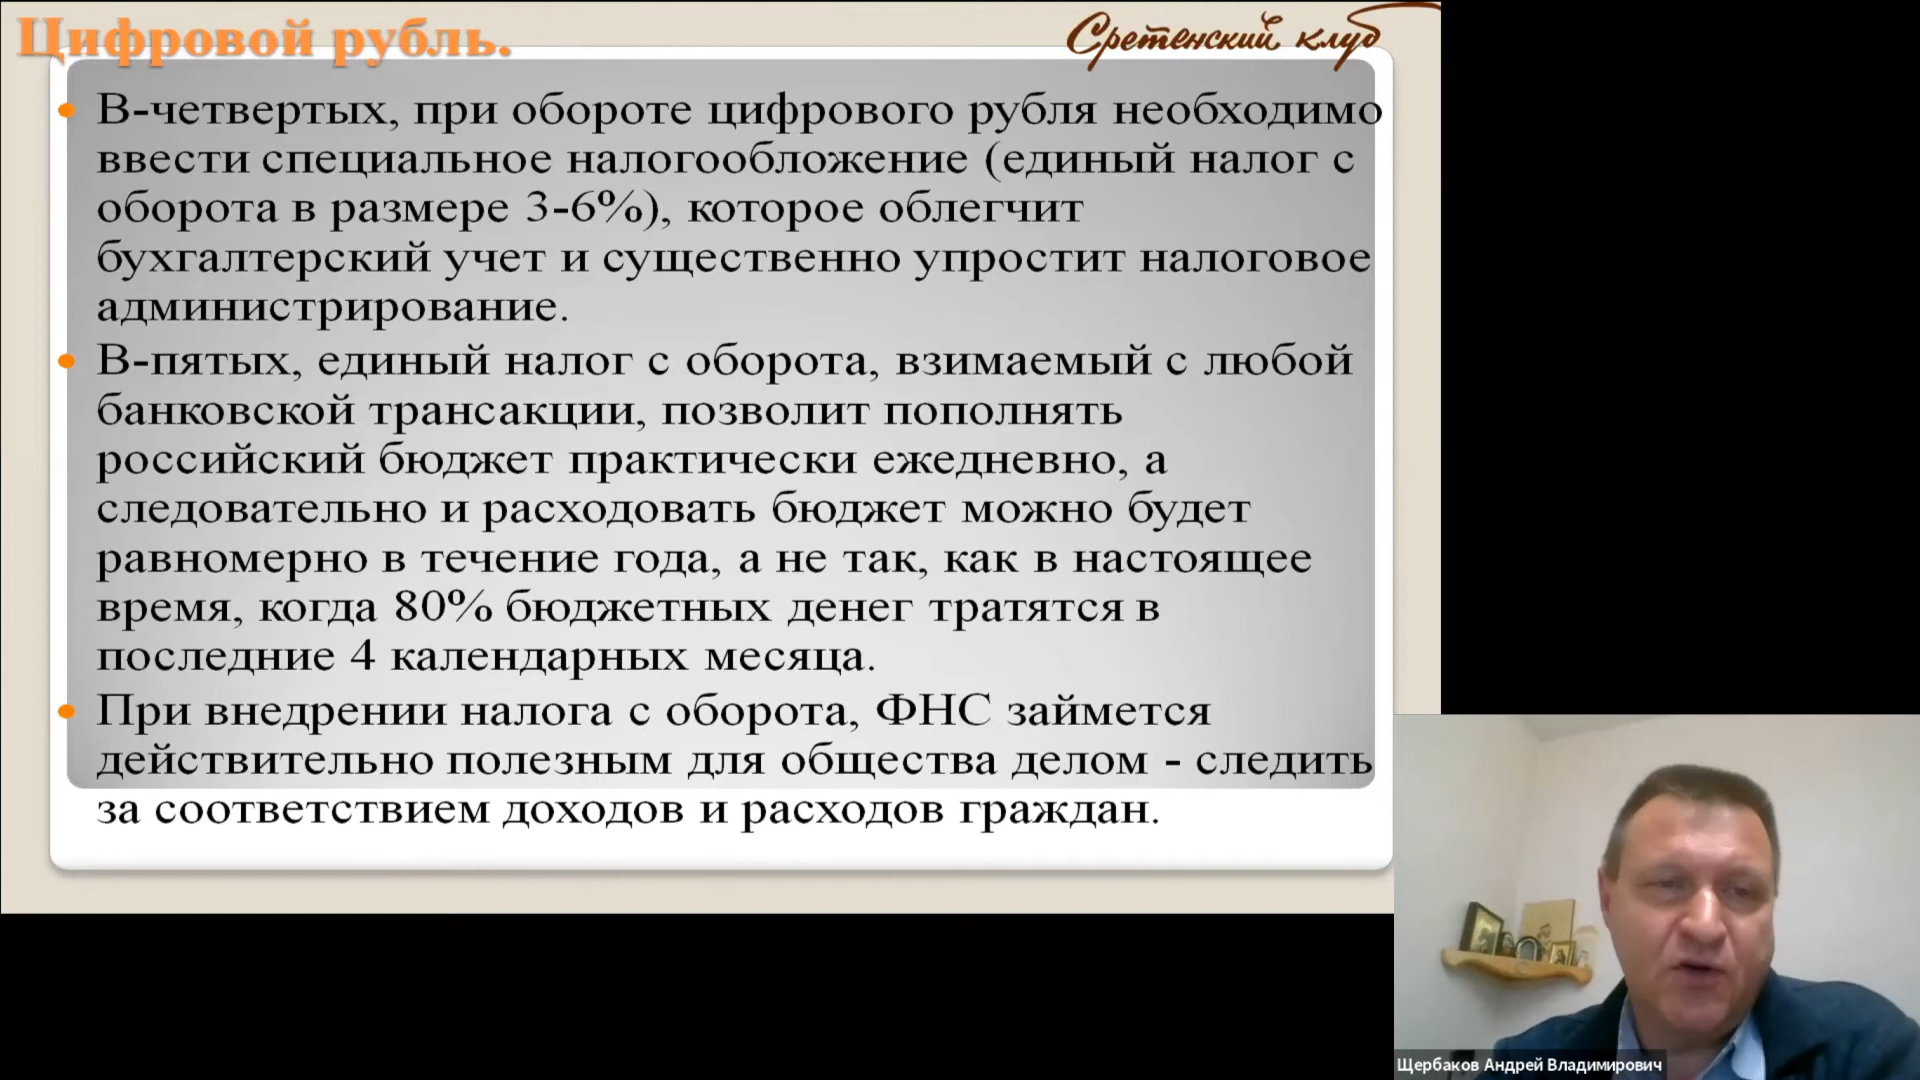 Цифровой рубль.
Сретенский клуб
В-четвертых, при обороте цифрового рубля необходимо
ввести специальное налогообложение (единый налог с
оборота в размере 3-6%), которое облегчит
бухгалтерский учет и существенно упростит налоговое
администрирование.
В-пятых, единый налог с оборота, взимаемый с любой
банковской трансакции, позволит пополнять
российский бюджет практически ежедневно, а
следовательно и расходовать бюджет можно будет
равномерно в течение года, а не так, как в настоящее
время, когда 80% бюджетных денег тратятся в
последние 4 календарных месяца.
При внедрении налога с оборота, ФНС займется
действительно полезным для общества делом - следить
за соответствием доходов и расходов граждан.
Щербаков Андрей Владимирович